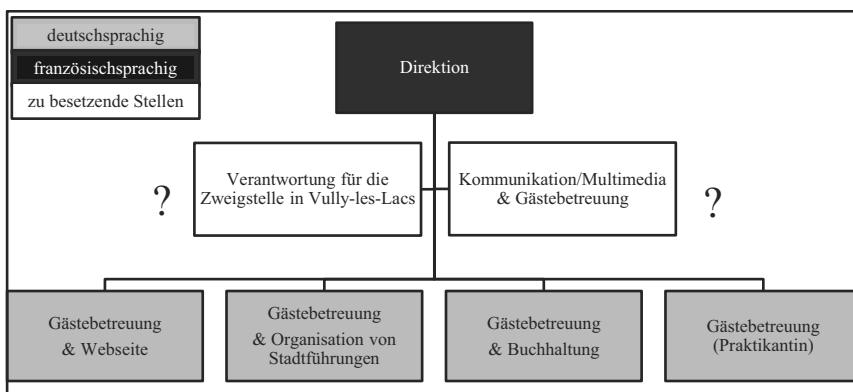 deutschsprachig
französischsprachig
zu besetzende Stellen
Direktion
?
Verantwortung für die
Zweigstelle in Vully-les-Lacs
Kommunikation/Multimedia
& Gästebetreuung
?
Gästebetreuung
& Webseite
Gästebetreuung
& Organisation von
Stadtführungen
Gästebetreuung
& Buchhaltung
Gästebetreuung
(Praktikantin)